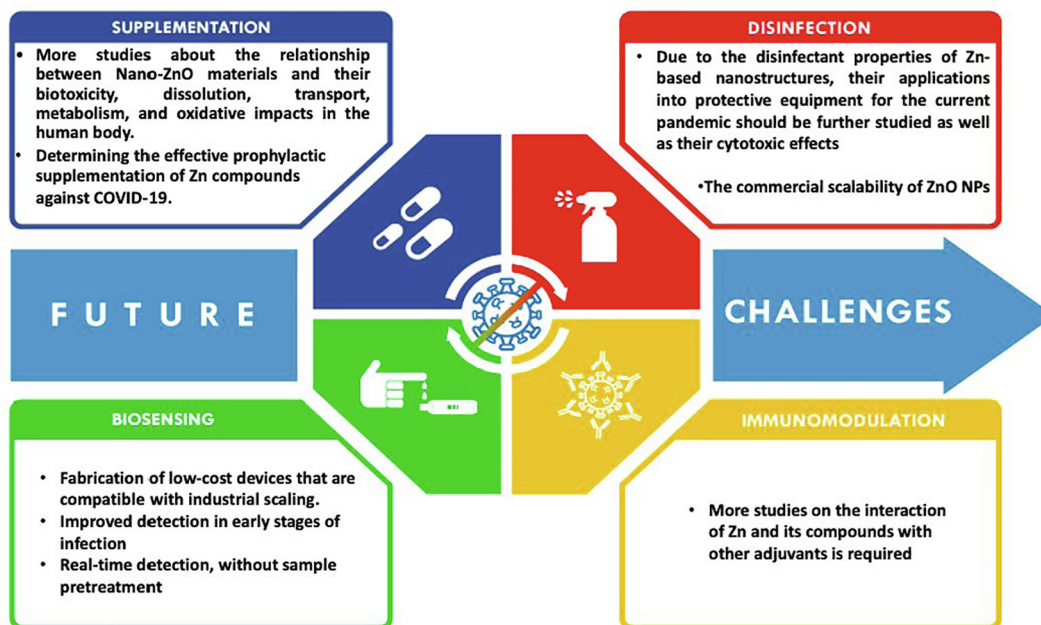 SUPPLEMENTATION
• More studies about the relationship
between Nano-ZnO materials and their
biotoxicity, dissolution, transport,
metabolism, and oxidative impacts in the
human body.
• Determining the effective prophylactic
supplementation of Zn compounds
against COVID-19.
DISINFECTION
• Due to the disinfectant properties of Zn-
based nanostructures, their applications
into protective equipment for the current
pandemic should be further studied as well
as their cytotoxic effects
•The commercial scalability of ZnO NPs
FUTURE
CHALLENGES
BIOSENSING
• Fabrication of low-cost devices that are
compatible with industrial scaling.
• Improved detection in early stages of
infection
• Real-time detection, without sample
pretreatment
IMMUNOMODULATION
• More studies on the interaction
of Zn and its compounds with
other adjuvants is required